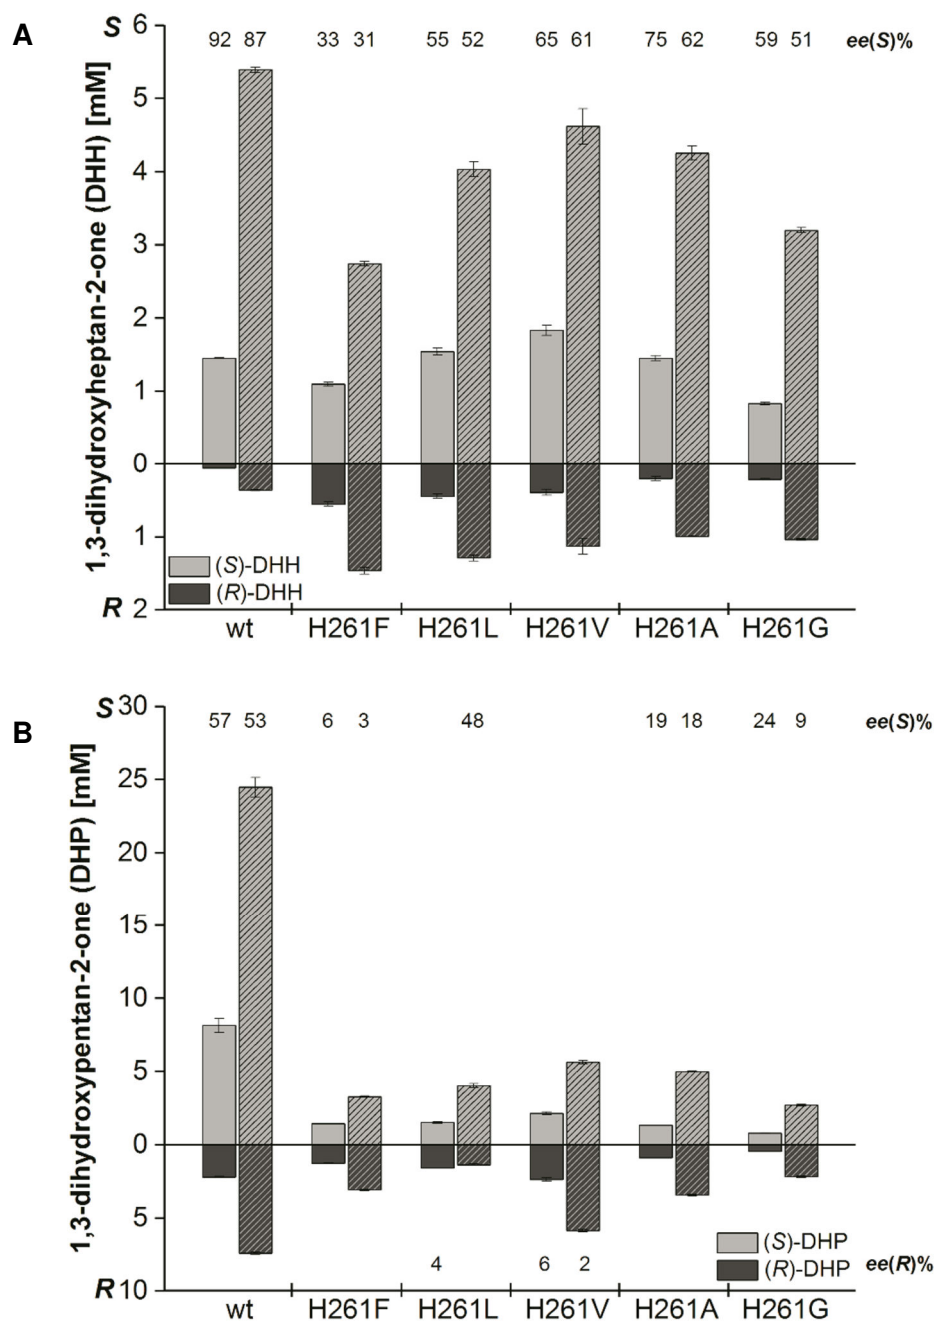 A
S 6
92 87 33 31 55 52 65 61 75 62 59 51 ee(S)%
1,3-dihydroxyheptan-2-one (DHH) [mM]
5
4
3
2
1
0
1
(S)-DHH
(R)-DHH
R 2
wt H261F H261L H261V H261A H261G
B
S 30
57 53 6 3 48 19 18 24 9 ee(S)%
1,3-dihydroxypentan-2-one (DHP) [mM]
25
20
15
10
5
0
5
(S)-DHP
4 6 2 (R)-DHP ee(R)%
R 10
wt H261F H261L H261V H261A H261G